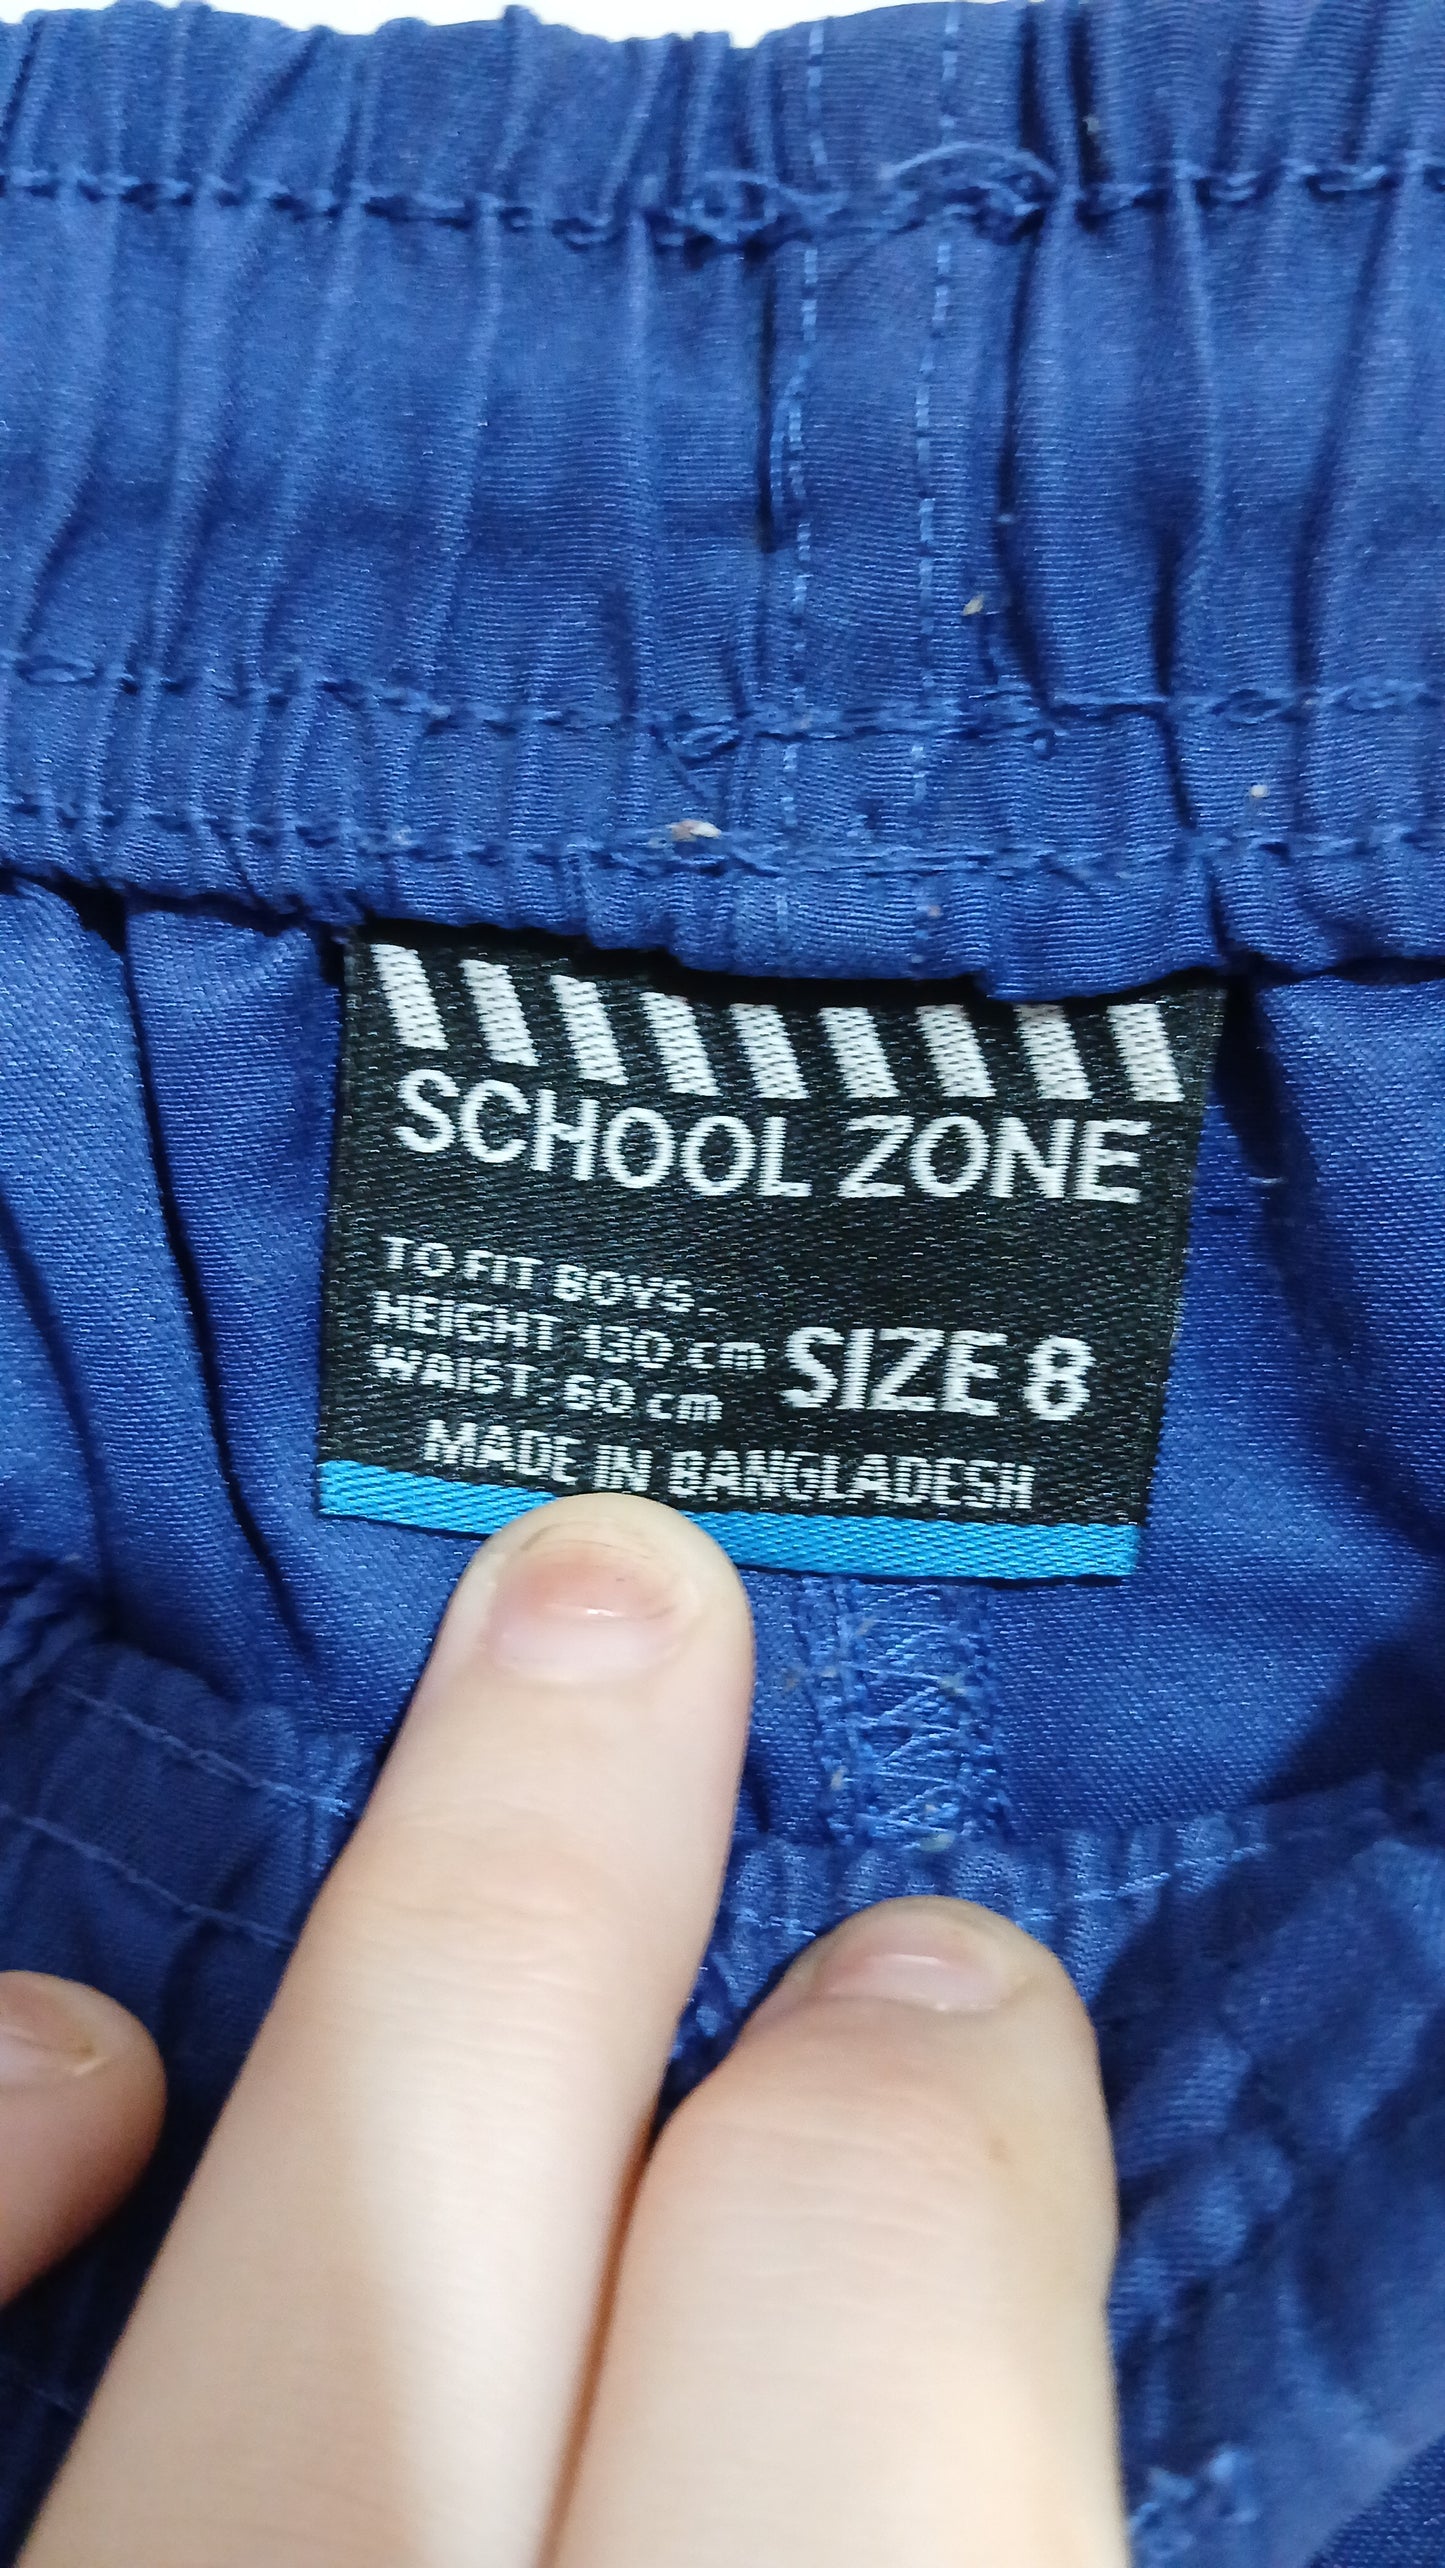 SCHOOL ZONE
TO FIT BOYS..
HEIGHT 130 cm
WAIST : 60 cm
SIZE 8
MADE IN BANGLADESH